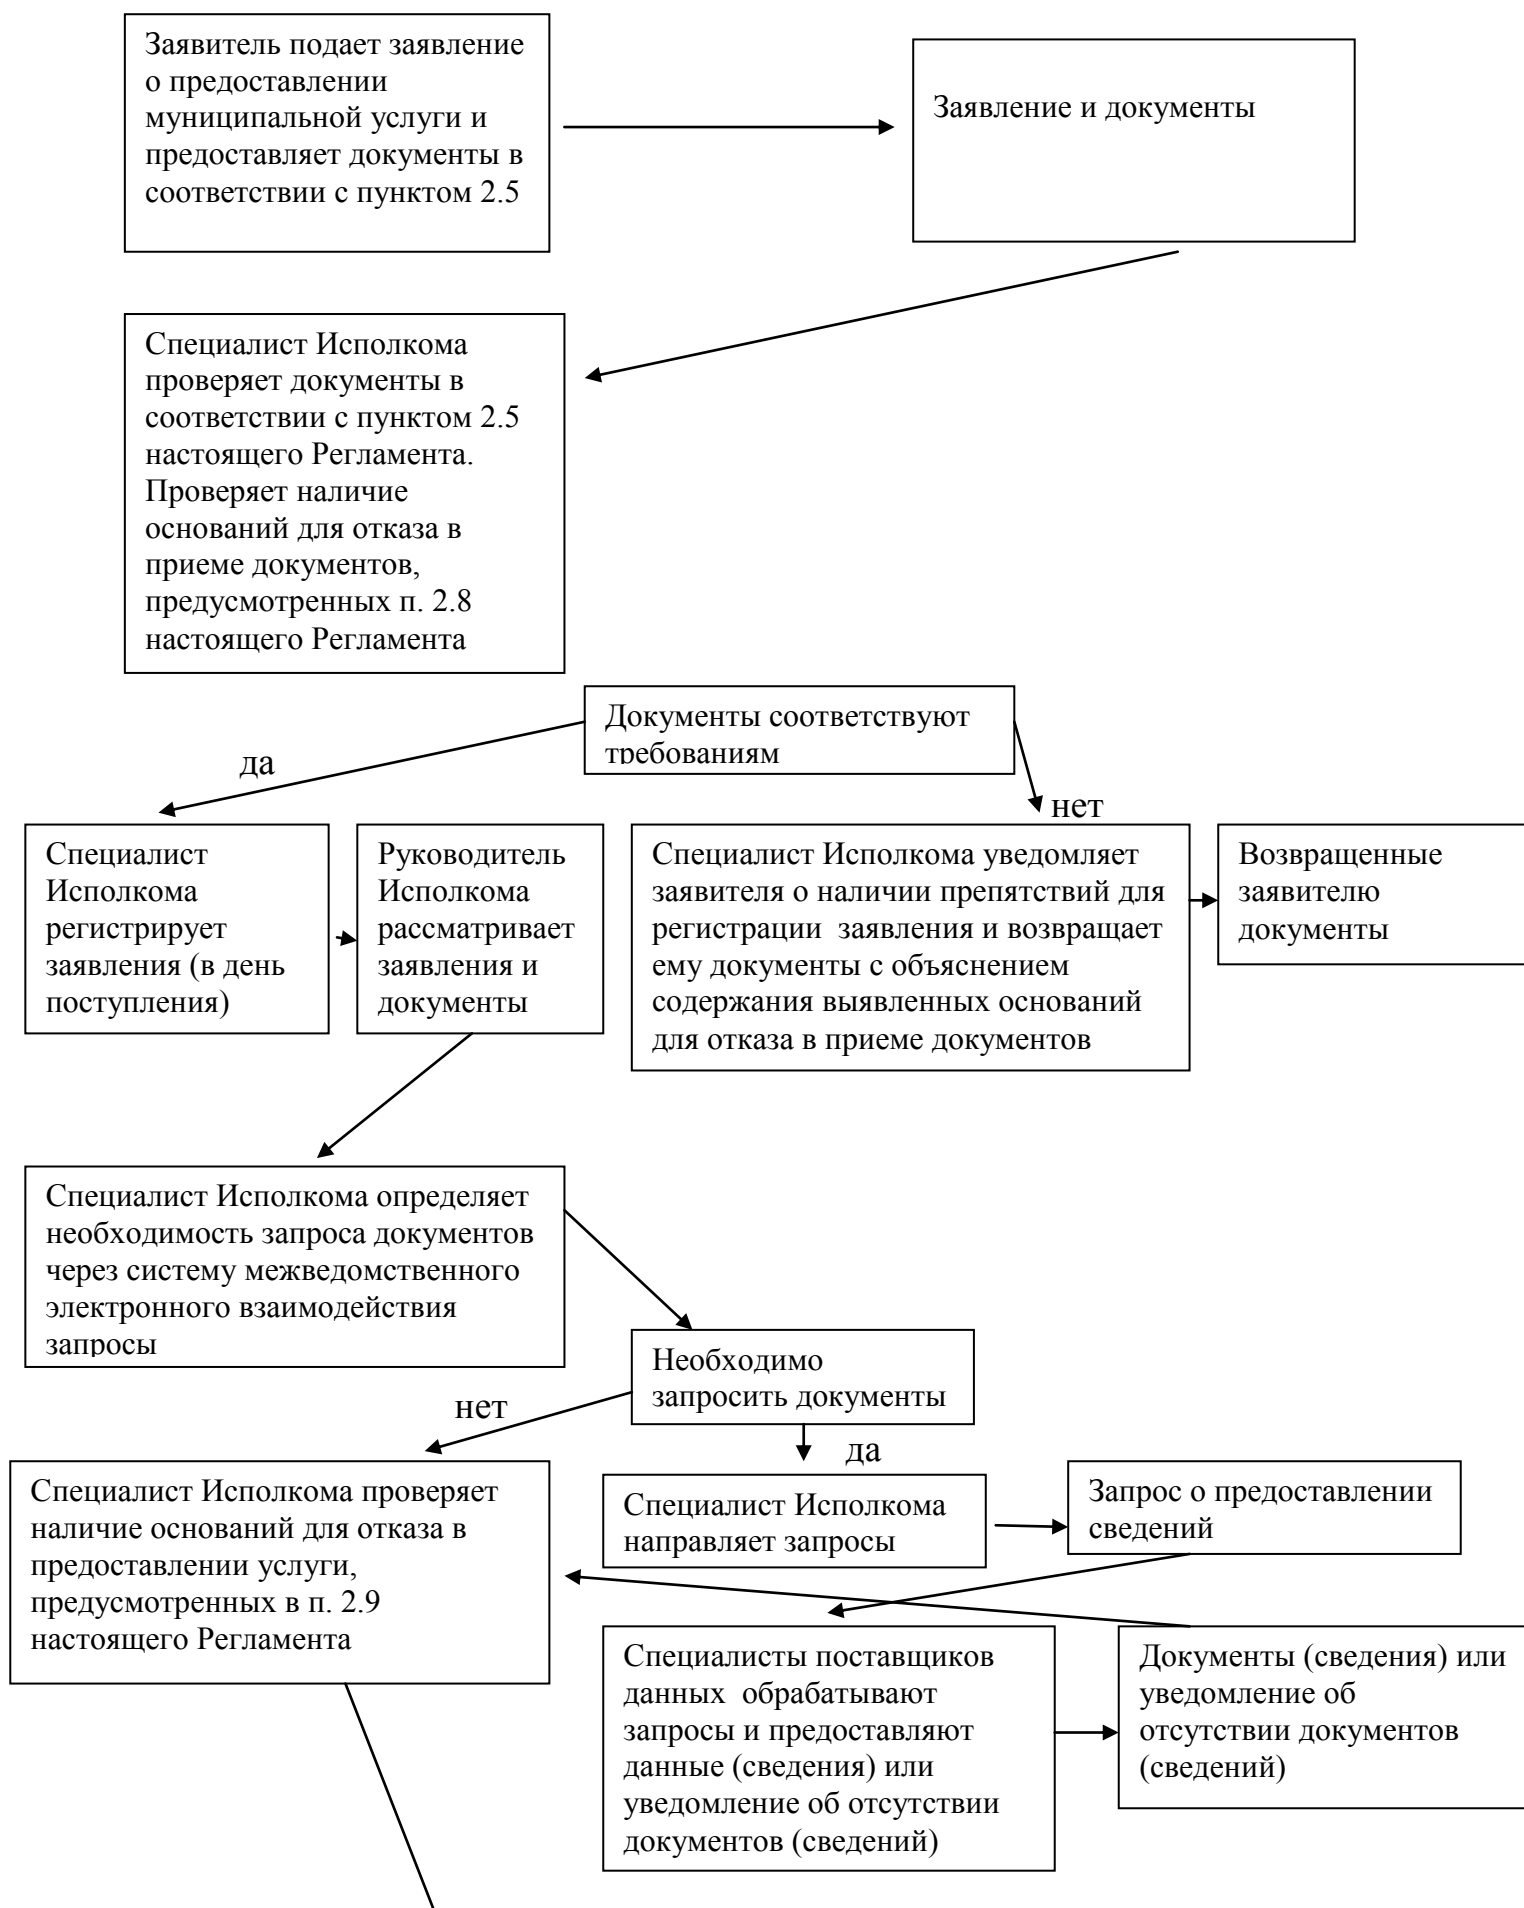 Заявитель подает заявление
о предоставлении
муниципальной услуги и
предоставляет документы в
соответствии с пунктом 2.5
Заявление и документы
Специалист Исполкома
проверяет документы в
соответствии с пунктом 2.5
настоящего Регламента.
Проверяет наличие
оснований для отказа в
приеме документов,
предусмотренных п. 2.8
настоящего Регламента
Документы соответствуют
требованиям
да
нет
Специалист
Исполкома
регистрирует
заявления (в день
поступления)
Руководитель
Исполкома
рассматривает
заявления и
документы
Специалист Исполкома уведомляет
заявителя о наличии препятствий для
регистрации  заявления и возвращает
ему документы с объяснением
содержания выявленных оснований
для отказа в приеме документов
Возвращенные
заявителю
документы
Специалист Исполкома определяет
необходимость запроса документов
через систему межведомственного
электронного взаимодействия
запросы
Необходимо
запросить документы
нет
да
Специалист Исполкома проверяет
наличие оснований для отказа в
предоставлении услуги,
предусмотренных в п. 2.9
настоящего Регламента
Специалист Исполкома
направляет запросы
Запрос о предоставлении
сведений
Специалисты поставщиков
данных  обрабатывают
запросы и предоставляют
данные (сведения) или
уведомление об отсутствии
документов (сведений)
Документы (сведения) или
уведомление об
отсутствии документов
(сведений)